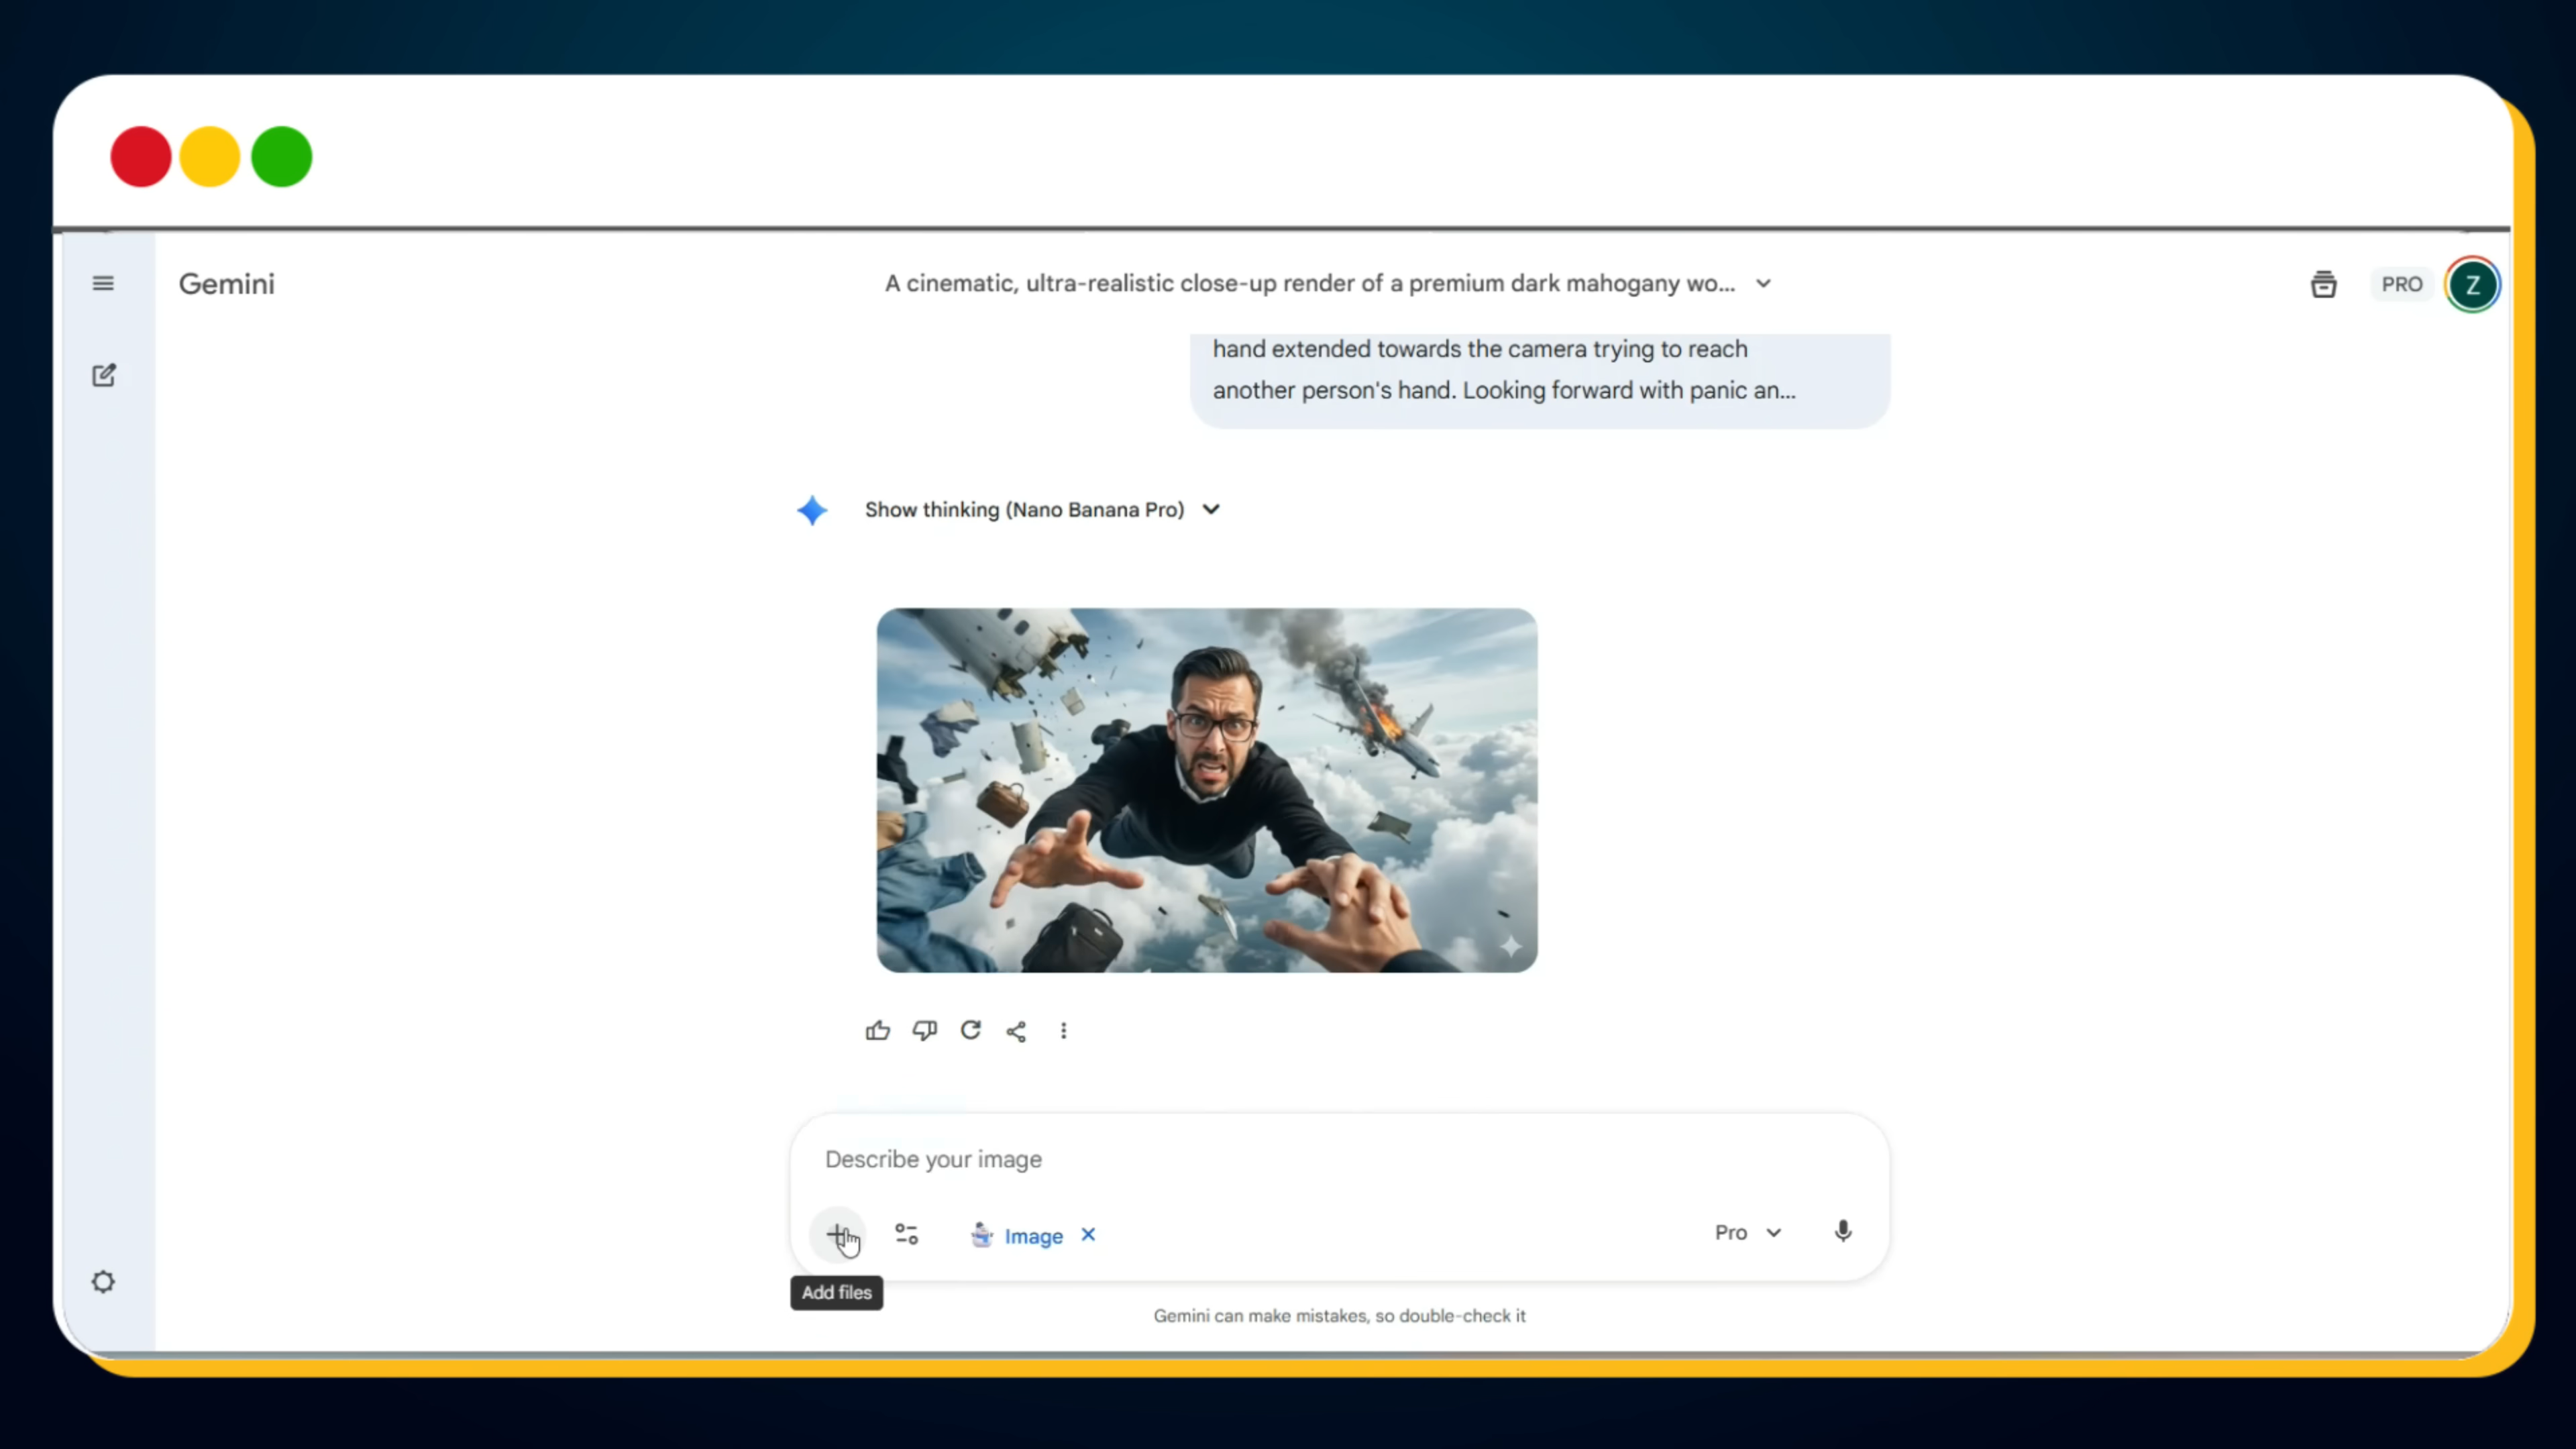 Gemini
A cinematic, ultra-realistic close-up render of a premium dark mahogany wo...
PRO
Z
hand extended towards the camera trying to reach
another person's hand. Looking forward with panic an...
Show thinking (Nano Banana Pro)
Describe your image
Image
Pro
Add files
Gemini can make mistakes, so double-check it